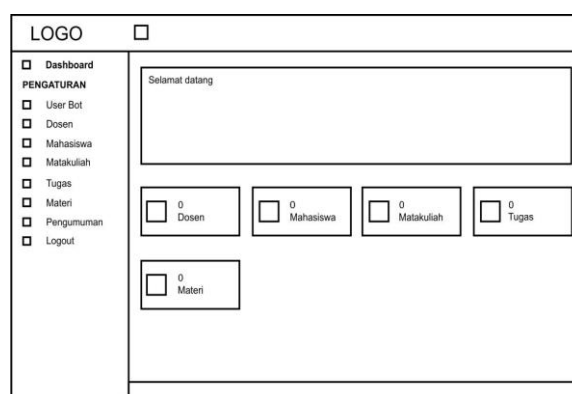 LOGO
Dashboard
PENGATURAN
User Bot
Dosen
Mahasiswa
Matakuliah
Tugas
Materi
Pengumuman
Logout
Selamat datang
0
Dosen
0
Mahasiswa
0
Matakuliah
0
Tugas
0
Materi